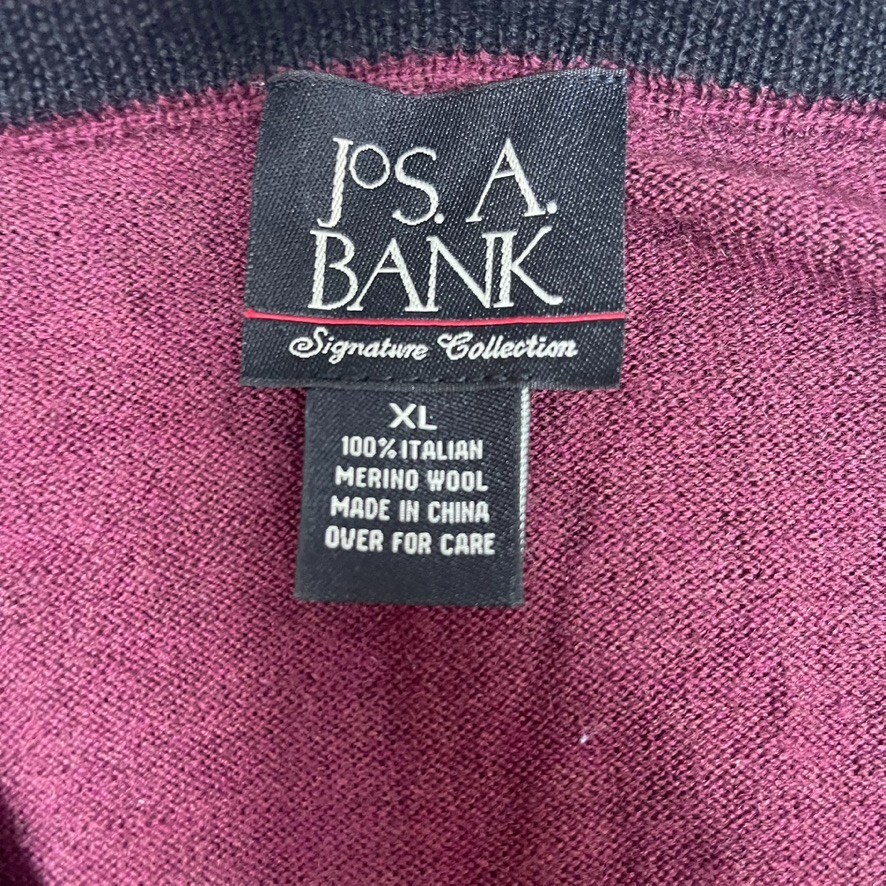 JoS. A.
BANK
Signature Collection
XL
100% ITALIAN
MERINO WOOL
MADE IN CHINA
OVER FOR CARE